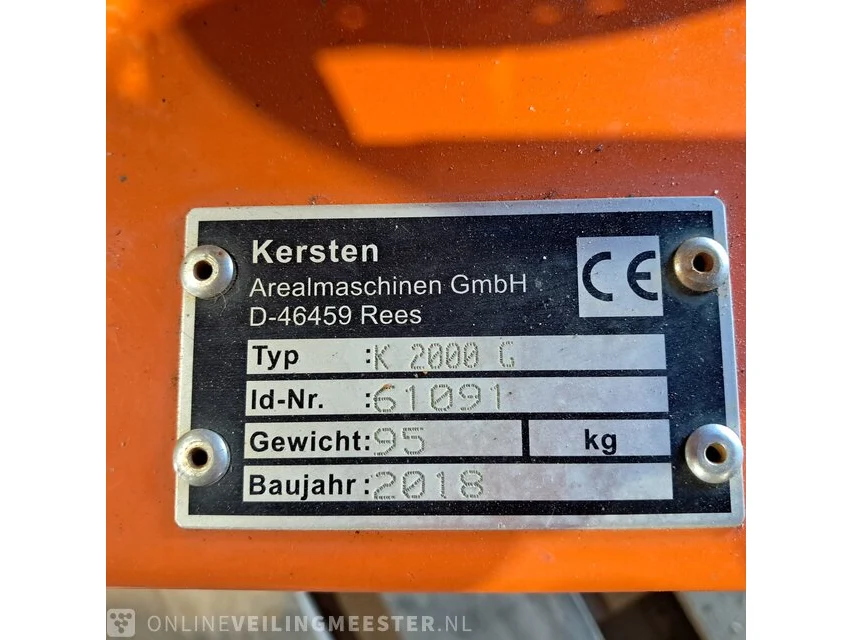 Kersten
Arealmaschinen GmbH
D-46459 Rees
CE
Typ :K 2000 G
Id-Nr. :61091
Gewicht:95 kg
Baujahr:2018
ONLINEVEILINGMEESTER.NL